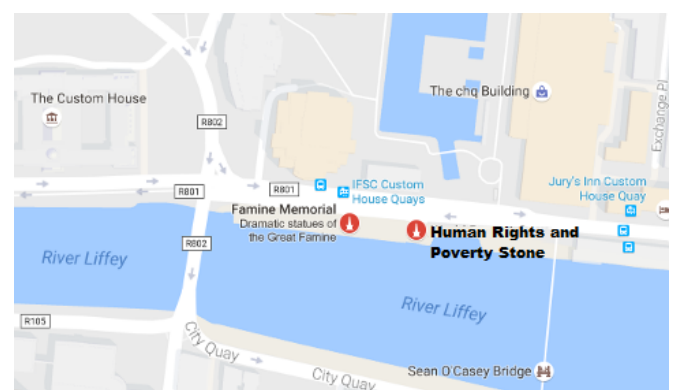 The Custom House
R802
The chq Building
Exchange Pl
R801
R801
IFSC Custom
House Quays
Jury's Inn Custom
House Quay
Famine Memorial
Dramatic statues of
the Great Famine
Human Rights and
Poverty Stone
R802
River Liffey
River Liffey
R105
City Quay
City Quay
Sean O'Casey Bridge